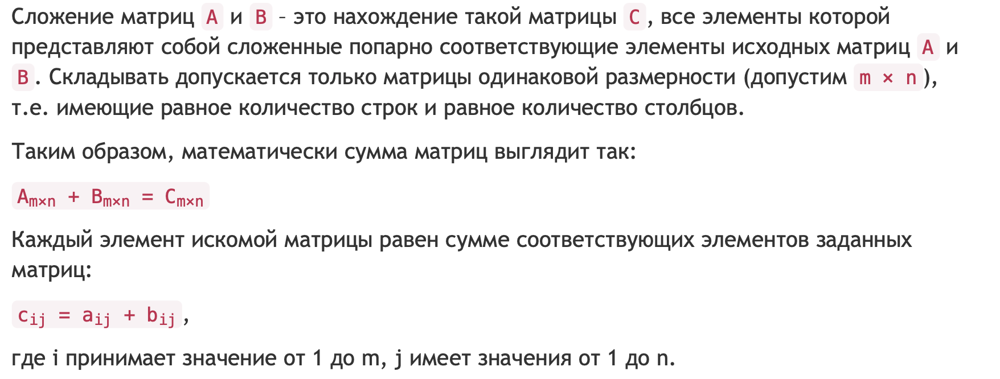 Сложение матриц A и B – это нахождение такой матрицы C, все элементы которой
представляют собой сложенные попарно соответствующие элементы исходных матриц A и
B. Складывать допускается только матрицы одинаковой размерности (допустим m × n),
т.е. имеющие равное количество строк и равное количество столбцов.
Таким образом, математически сумма матриц выглядит так:
Aₘₓₙ + Bₘₓₙ = Cₘₓₙ
Каждый элемент искомой матрицы равен сумме соответствующих элементов заданных
матриц:
cᵢⱼ = aᵢⱼ + bᵢⱼ,
где i принимает значение от 1 до m, j имеет значения от 1 до n.